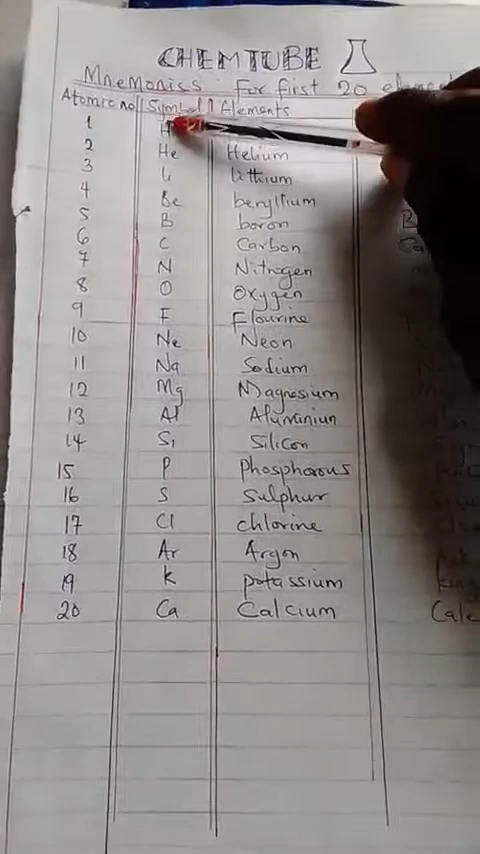 CHEMTUBE
Mnemoniss: for first 20
Atomic no Symbol Elements
1 H
2 He Helium
3 Li lithium
4 Be beryllium
5 B boron
6 C Carbon
7 N Nitrogen
8 O Oxygen
9 F Flourine
10 Ne Neon
11 Na Sodium
12 Mg Magnesium
13 Al Aluminiun
14 Si Silicon
15 P Phosphorous
16 S Sulphur
17 Cl chlorine
18 Ar Argon
19 K potassium
20 Ca Calcium